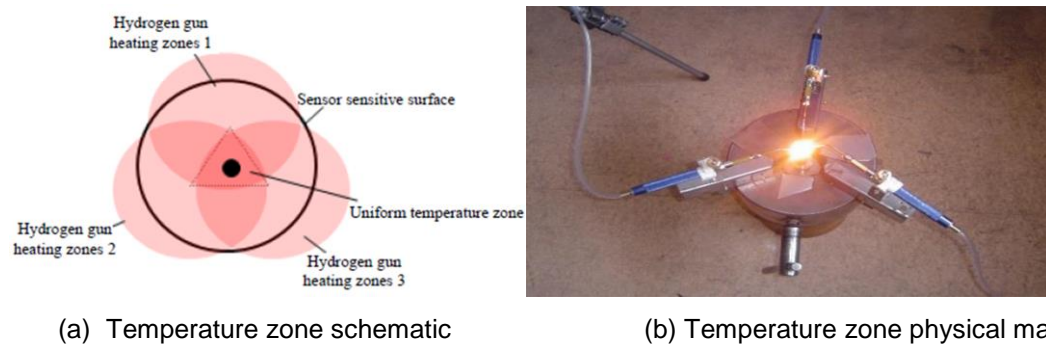 Hydrogen gun
heating zones 1
Sensor sensitive surface
Uniform temperature zone
Hydrogen gun
heating zones 2
Hydrogen gun
heating zones 3
(a) Temperature zone schematic
(b) Temperature zone physical ma